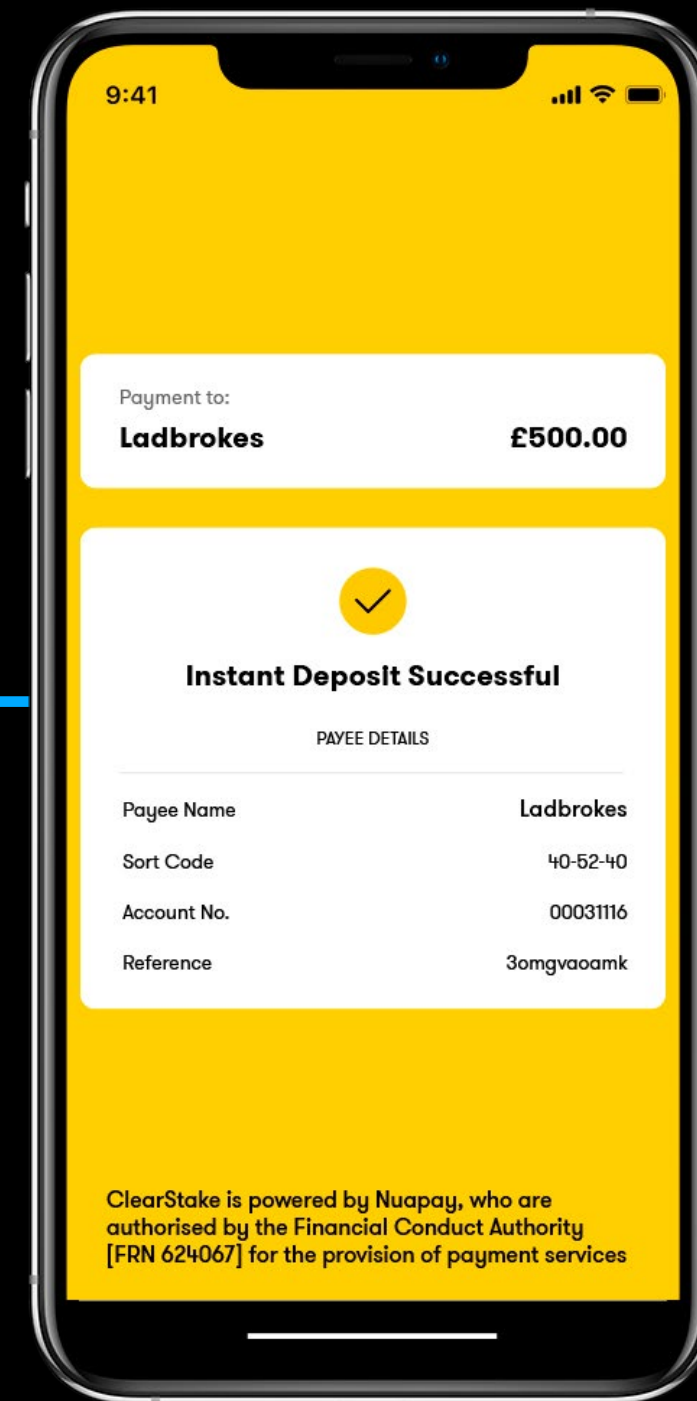 9:41
Payment to:
Ladbrokes £500.00
Instant Deposit Successful
PAYEE DETAILS
Payee Name Ladbrokes
Sort Code 40-52-40
Account No. 00031116
Reference 3omgvaoamk
ClearStake is powered by Nuapay, who are
authorised by the Financial Conduct Authority
[FRN 624067] for the provision of payment services